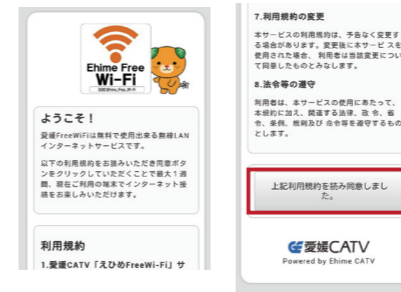 Ehime Free
Wi-Fi
ようこそ！
愛媛FreeWiFiは無料で使用出来る無線LAN
インターネットサービスです。
以下の利用規約をお読みいただき同意ボタ
ンをクリックしていただくことで最大1週
間、現在ご利用の端末でインターネット接
続をお楽しみいただけます。
利用規約
1.愛媛CATV「えひめFreeWi-Fi」サ
7.利用規約の変更
本サービスの利用規約は、予告なく変更す
る場合があります。変更後に本サービスを
使用された場合、利用者は当該変更につい
て同意したものとみなします。
8.法令等の遵守
利用者は、本サービスの使用にあたって、
本規約に加え、関連する法律、政令、省
令、条例、規則及び命令等を遵守するもの
とします。
上記利用規約を読み同意しまし
た。
愛媛CATV
Powered by Ehime CATV